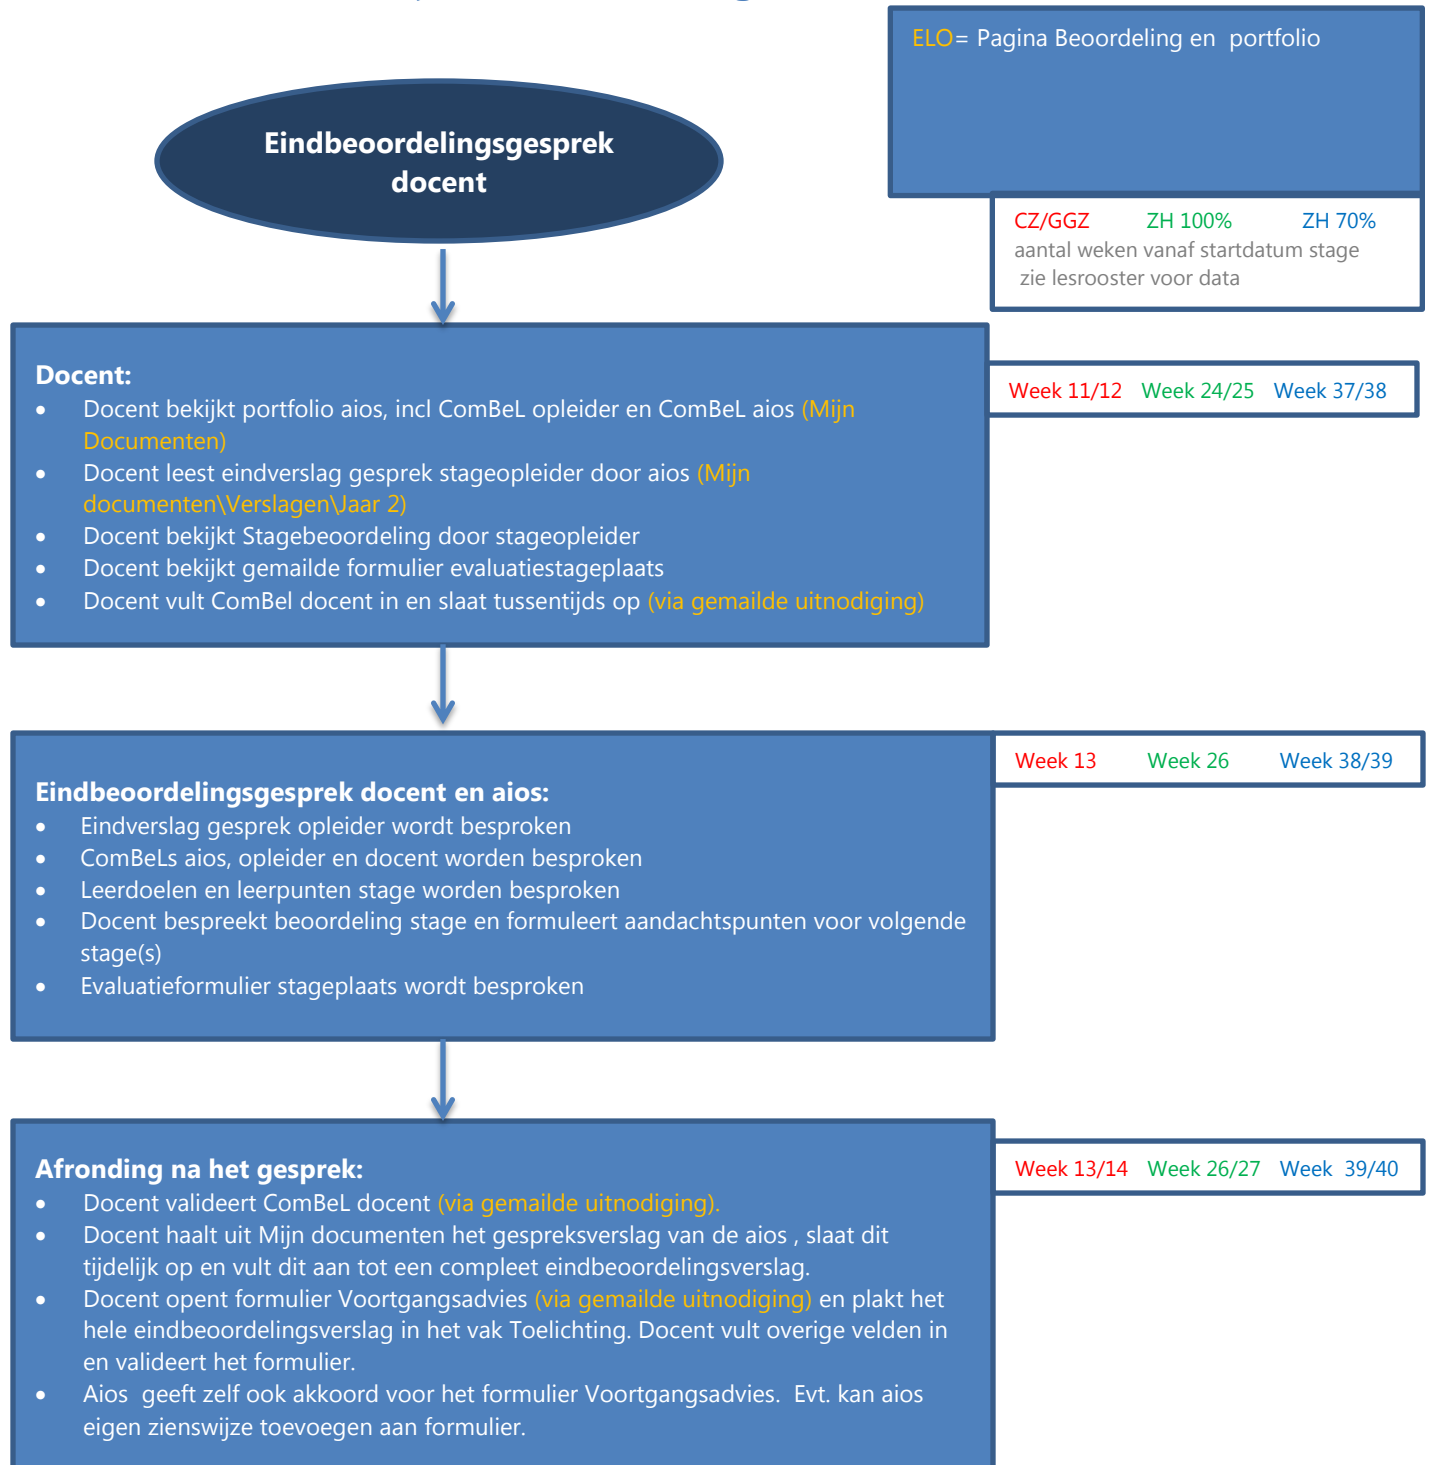 ELO= Pagina Beoordeling en  portfolio
Eindbeoordelingsgesprek
docent
CZ/GGZ ZH 100% ZH 70%
aantal weken vanaf startdatum stage
zie lesrooster voor data
Docent:
• Docent bekijkt portfolio aios, incl ComBeL opleider en ComBeL aios (Mijn
Documenten)
• Docent leest eindverslag gesprek stageopleider door aios (Mijn
documenten\Verslagen\Jaar 2)
• Docent bekijkt Stagebeoordeling door stageopleider
• Docent bekijkt gemailde formulier evaluatiestageplaats
• Docent vult ComBel docent in en slaat tussentijds op (via gemailde uitnodiging)
Week 11/12 Week 24/25 Week 37/38
Eindbeoordelingsgesprek docent en aios:
• Eindverslag gesprek opleider wordt besproken
• ComBeLs aios, opleider en docent worden besproken
• Leerdoelen en leerpunten stage worden besproken
• Docent bespreekt beoordeling stage en formuleert aandachtspunten voor volgende
stage(s)
• Evaluatieformulier stageplaats wordt besproken
Week 13 Week 26 Week 38/39
Afronding na het gesprek:
• Docent valideert ComBeL docent (via gemailde uitnodiging).
• Docent haalt uit Mijn documenten het gespreksverslag van de aios , slaat dit
tijdelijk op en vult dit aan tot een compleet eindbeoordelingsverslag.
• Docent opent formulier Voortgangsadvies (via gemailde uitnodiging) en plakt het
hele eindbeoordelingsverslag in het vak Toelichting. Docent vult overige velden in
en valideert het formulier.
• Aios  geeft zelf ook akkoord voor het formulier Voortgangsadvies.  Evt. kan aios
eigen zienswijze toevoegen aan formulier.
Week 13/14 Week 26/27 Week  39/40